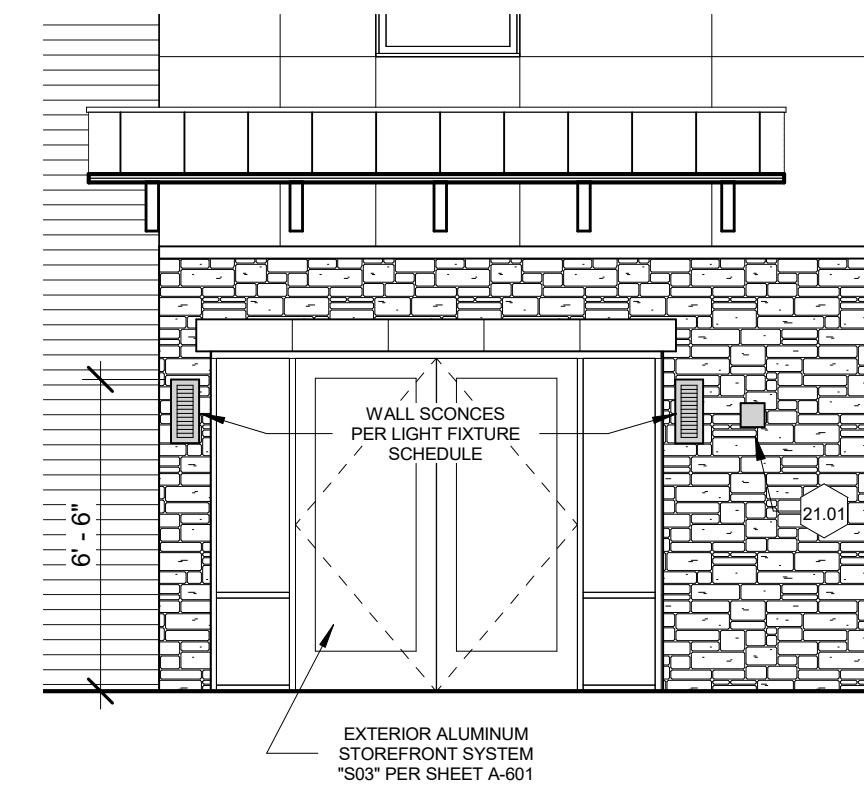 WALL SCONCES
PER LIGHT FIXTURE
SCHEDULE
6' - 6"
21.01
EXTERIOR ALUMINUM
STOREFRONT SYSTEM
"S03" PER SHEET A-601